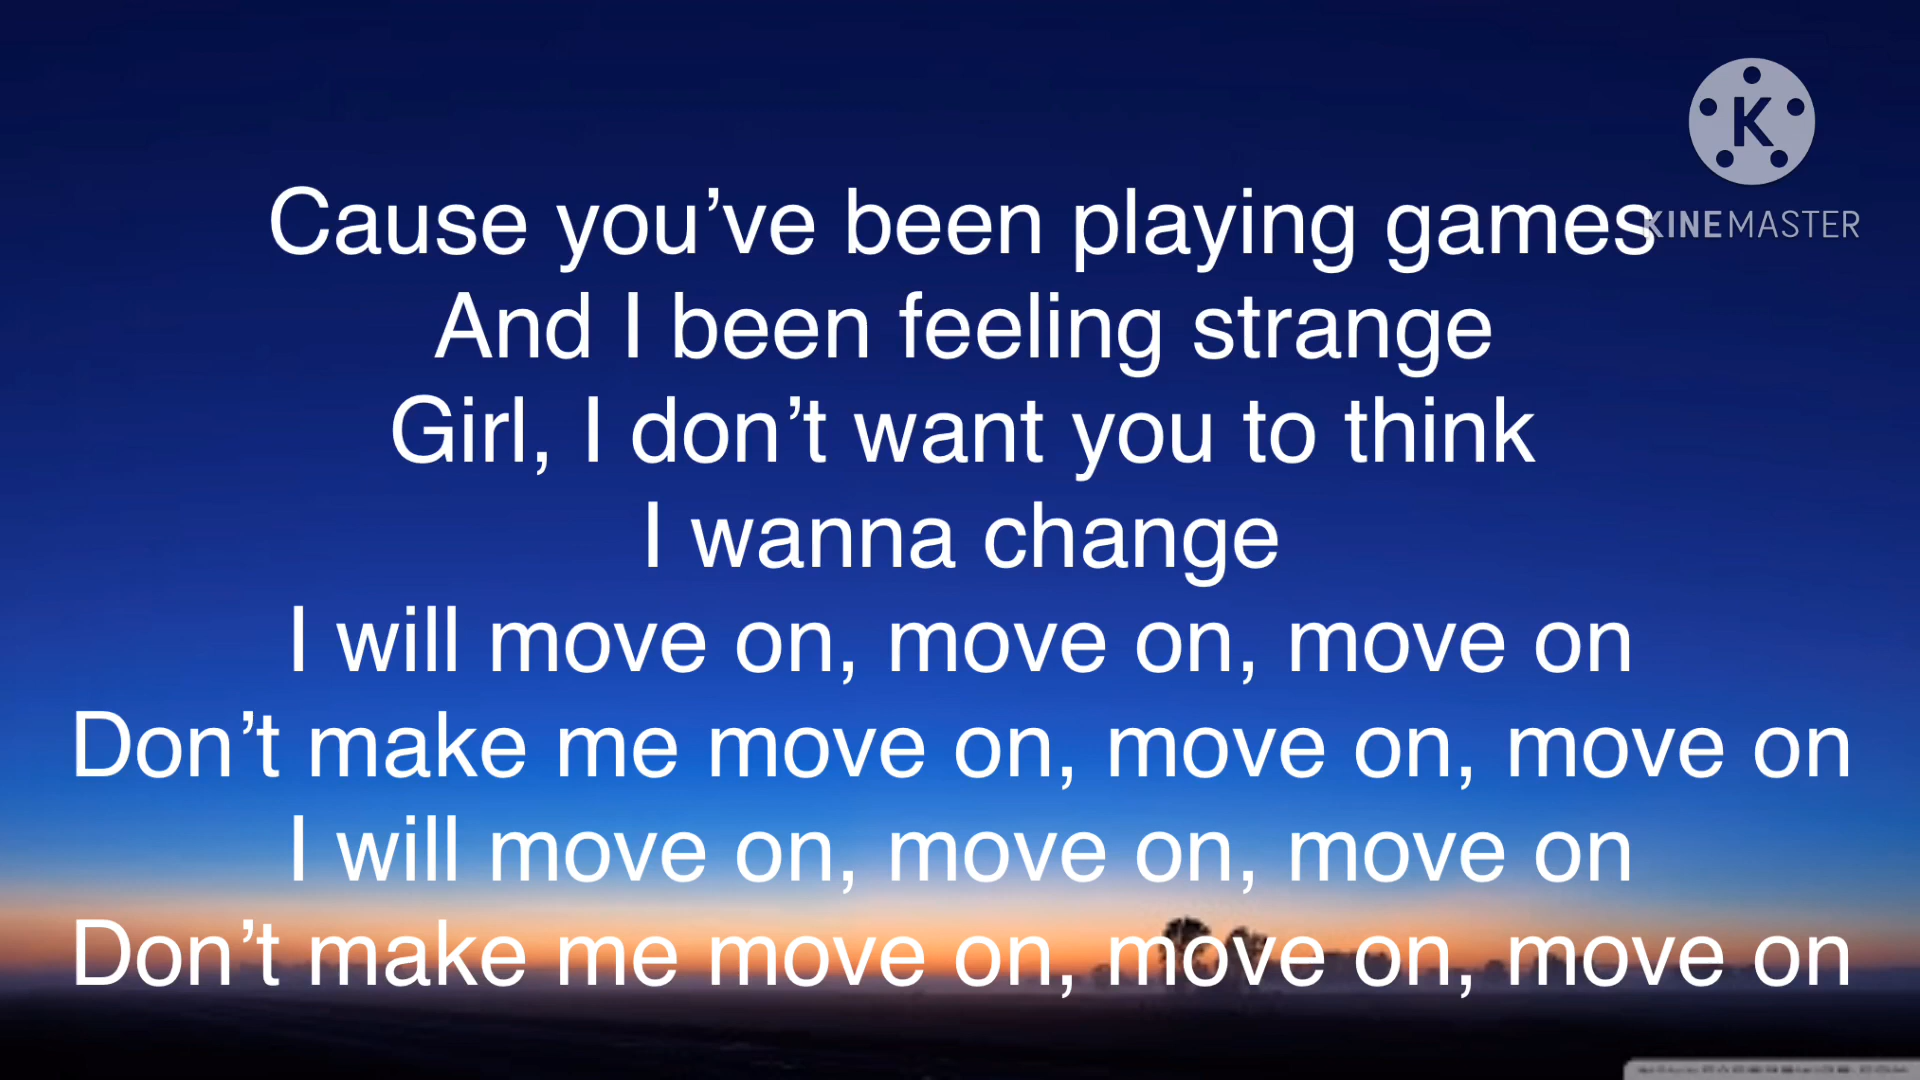 Cause you’ve been playing games
KINEMASTER
And I been feeling strange
Girl, I don’t want you to think
I wanna change
I will move on, move on, move on
Don’t make me move on, move on, move on
I will move on, move on, move on
Don’t make me move on, move on, move on